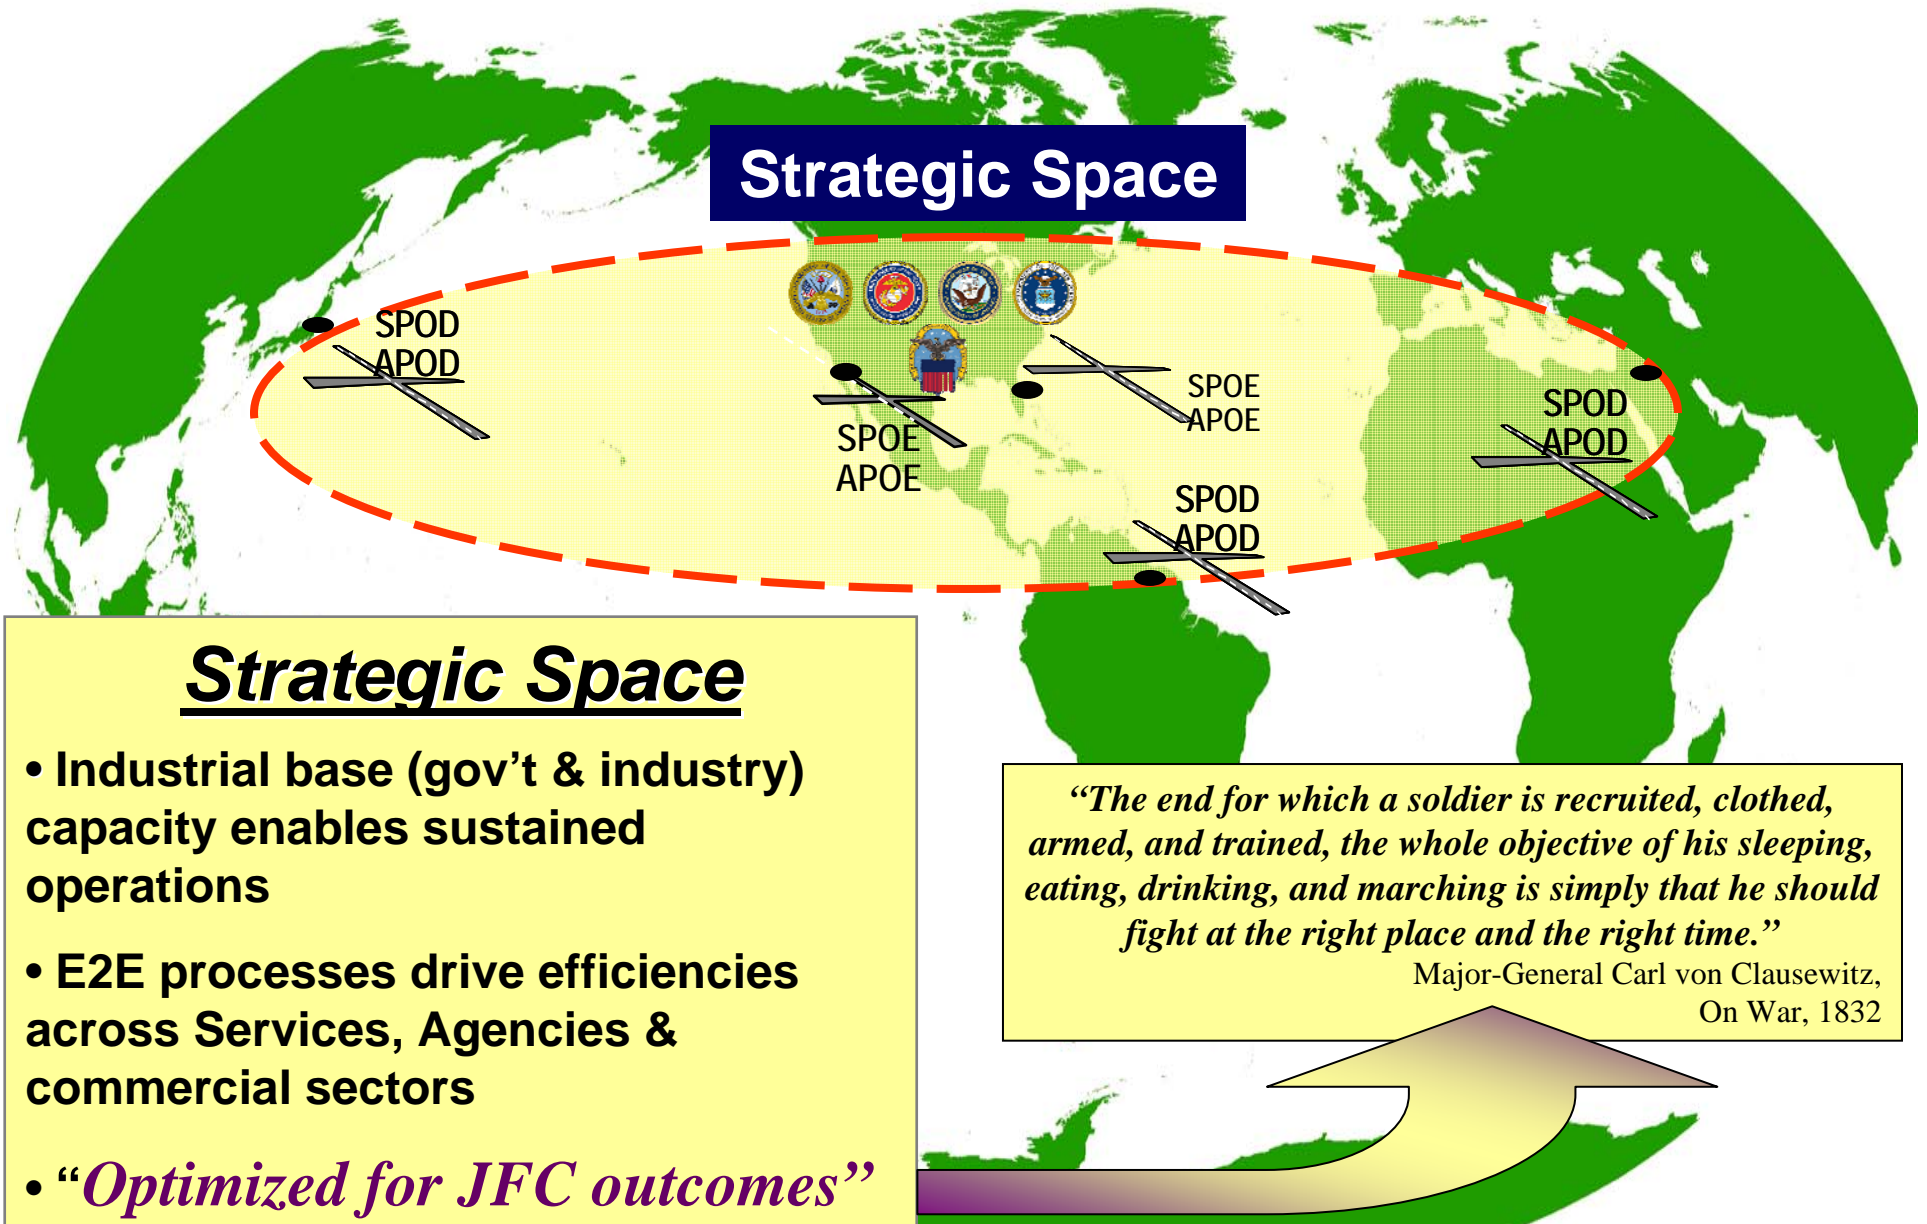 Strategic Space
SPOD
APOD
SPOE
APOE
SPOE
APOE
SPOD
APOD
SPOD
APOD
Strategic Space
• Industrial base (gov’t & industry)
capacity enables sustained
operations
• E2E processes drive efficiencies
across Services, Agencies &
commercial sectors
• “Optimized for JFC outcomes”
“The end for which a soldier is recruited, clothed,
armed, and trained, the whole objective of his sleeping,
eating, drinking, and marching is simply that he should
fight at the right place and the right time.”
Major-General Carl von Clausewitz,
On War, 1832